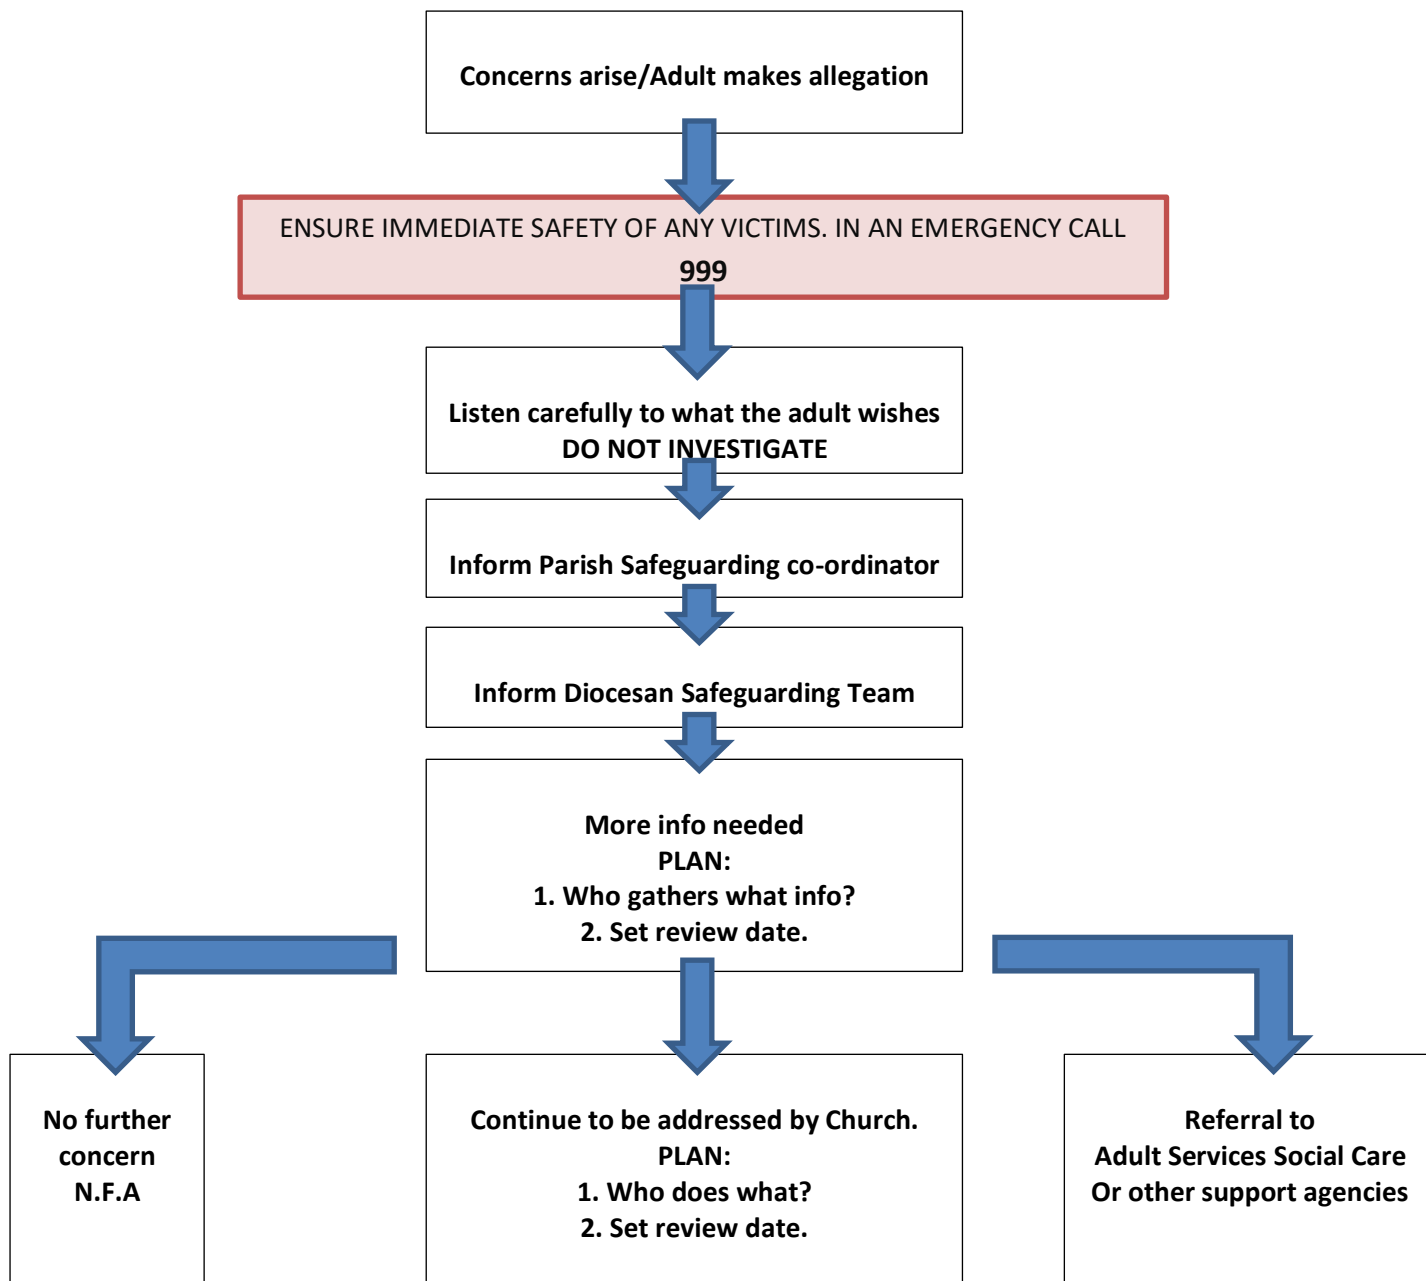 Concerns arise/Adult makes allegation
ENSURE IMMEDIATE SAFETY OF ANY VICTIMS. IN AN EMERGENCY CALL
999
Listen carefully to what the adult wishes
DO NOT INVESTIGATE
Inform Parish Safeguarding co-ordinator
Inform Diocesan Safeguarding Team
More info needed
PLAN:
1. Who gathers what info?
2. Set review date.
No further
concern
N.F.A
Continue to be addressed by Church.
PLAN:
1. Who does what?
2. Set review date.
Referral to
Adult Services Social Care
Or other support agencies